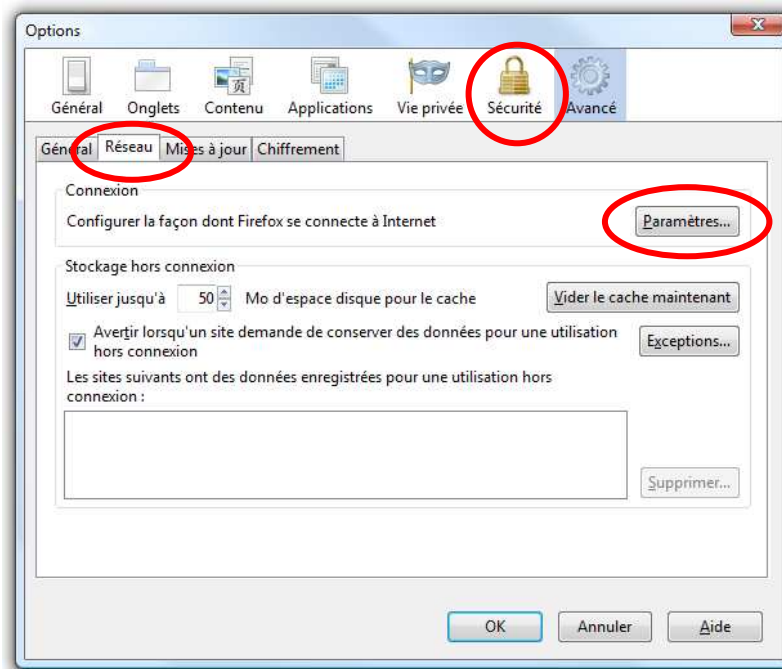 Options
Général Onglets Contenu Applications Vie privée Sécurité Avancé
Général Réseau Mises à jour Chiffrement
Connexion
Configurer la façon dont Firefox se connecte à Internet Paramètres...
Stockage hors connexion
Utiliser jusqu'à 50 Mo d'espace disque pour le cache Vider le cache maintenant
Avertir lorsqu'un site demande de conserver des données pour une utilisation
hors connexion
Exceptions...
Les sites suivants ont des données enregistrées pour une utilisation hors
connexion :
Supprimer...
OK Annuler Aide